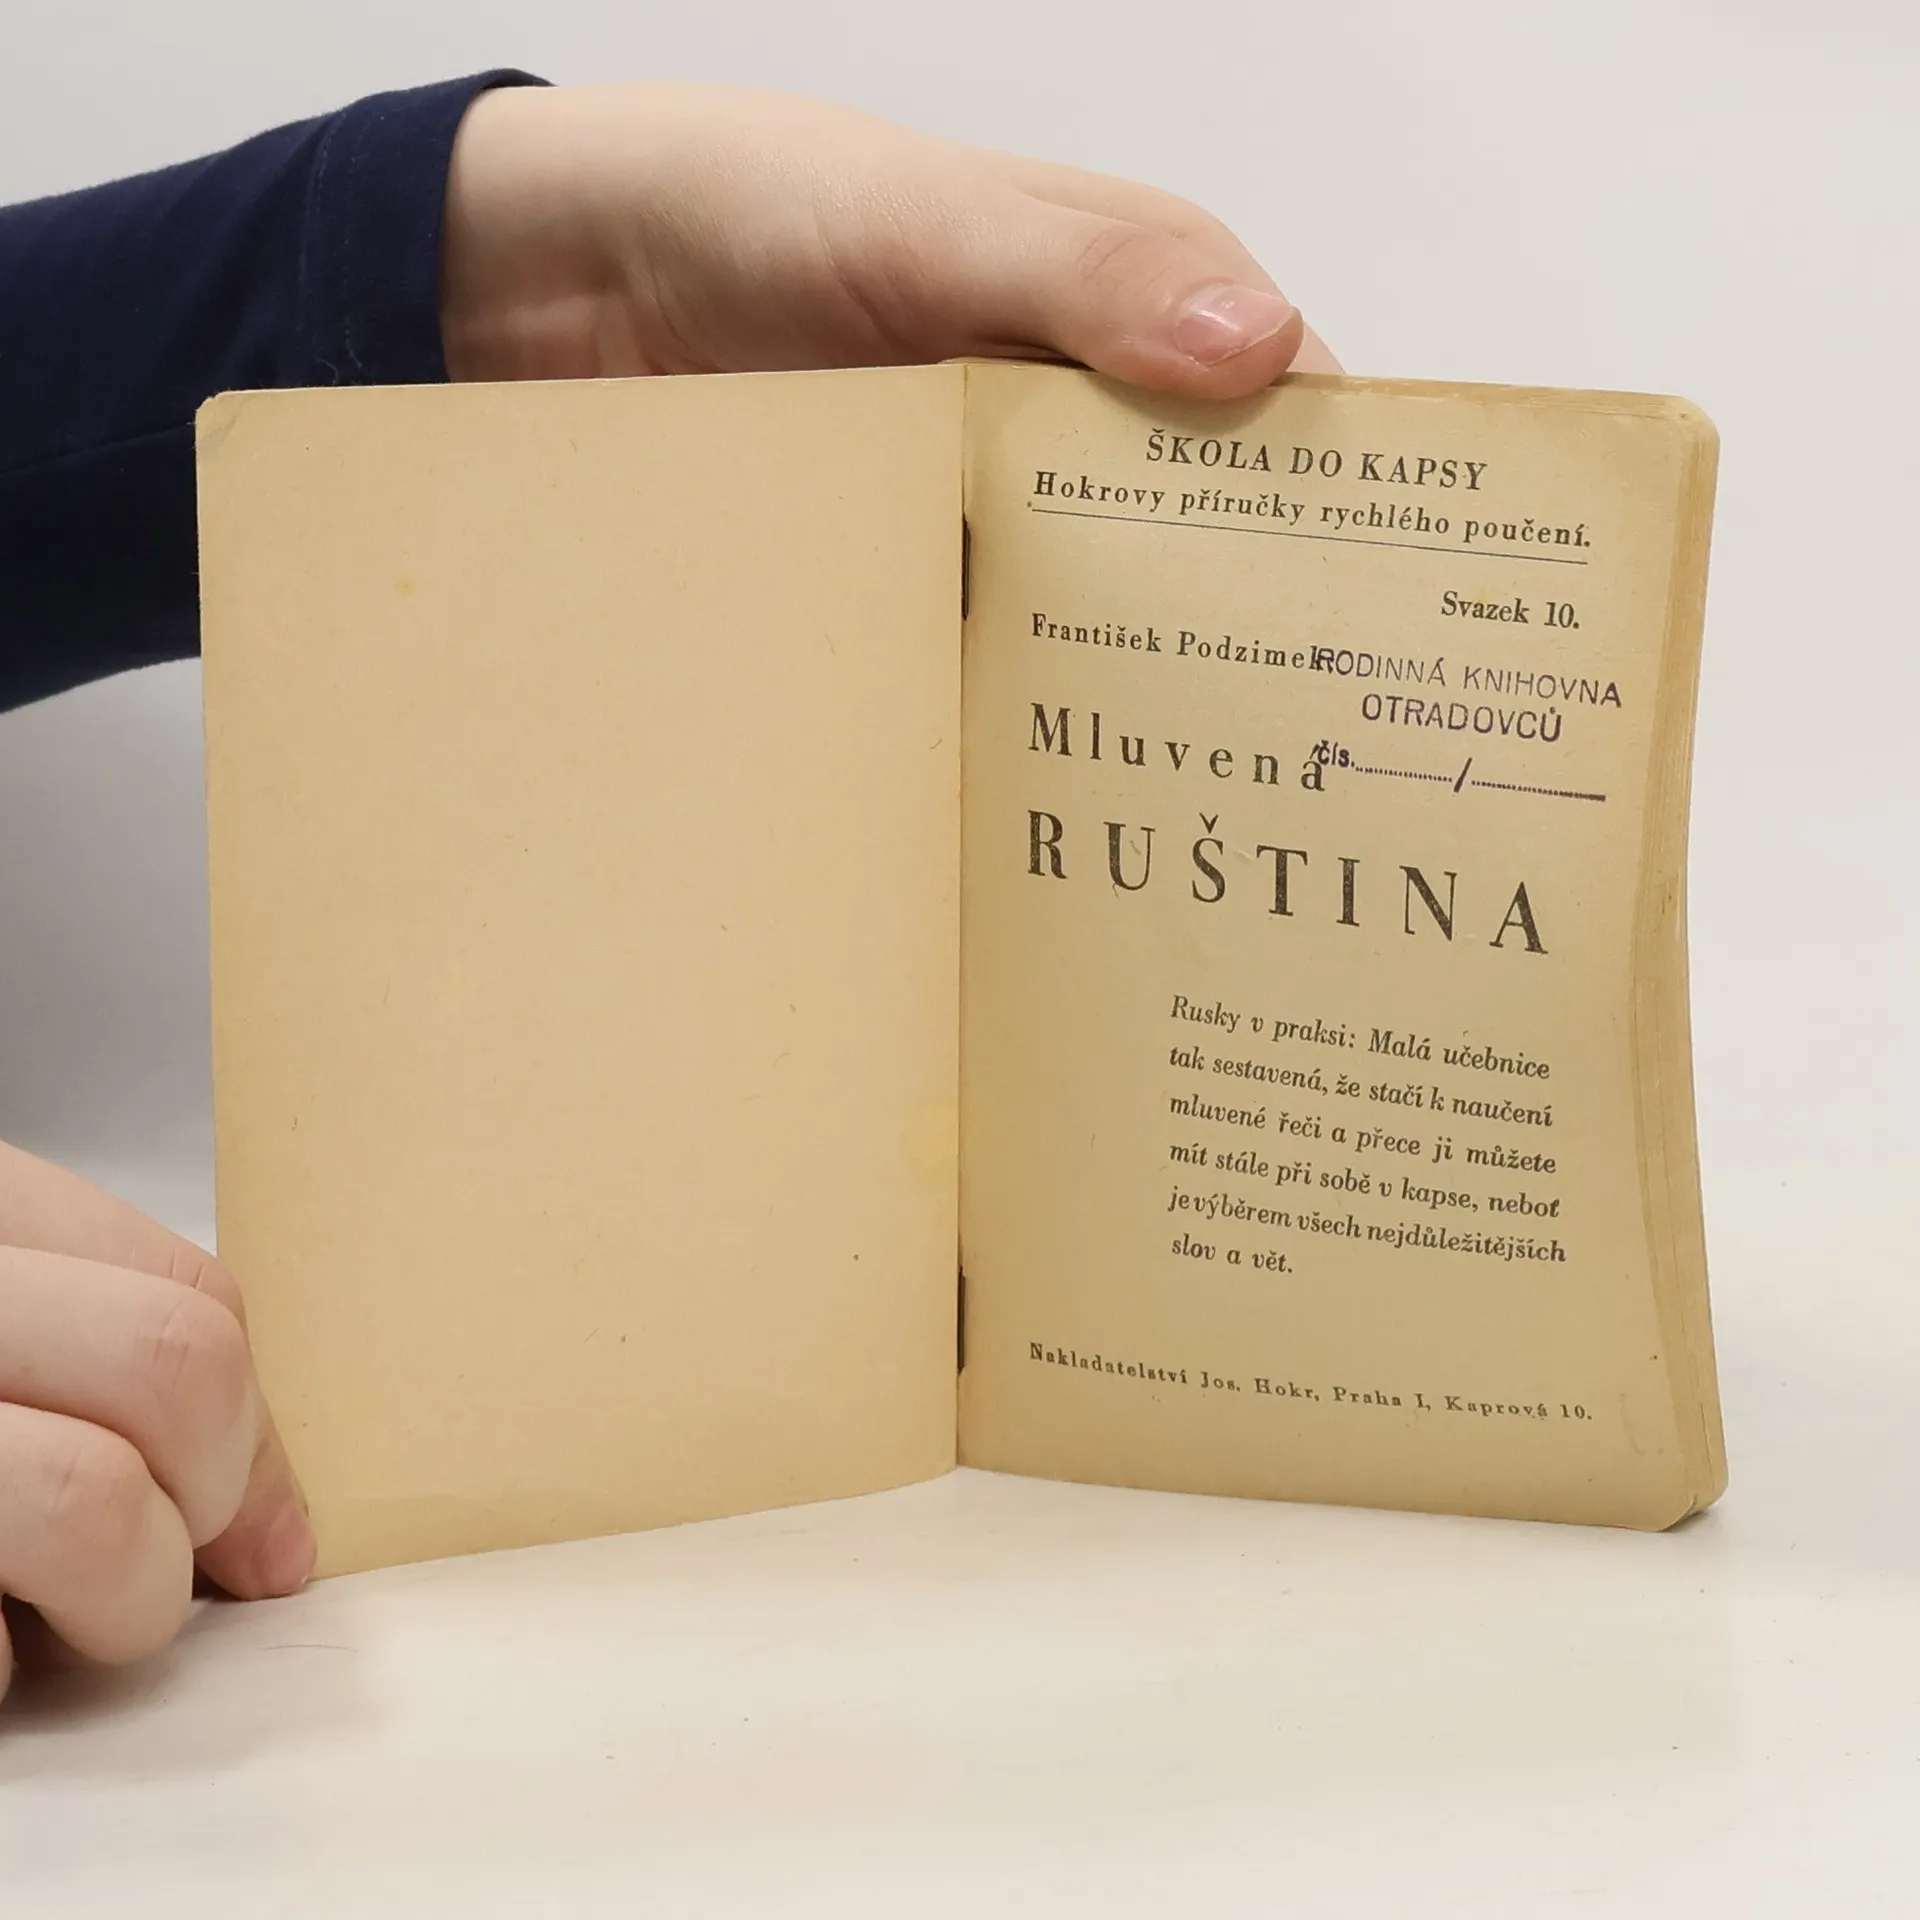 ŠKOLA DO KAPSY
Hokrovy příručky rychlého poučení.
Svazek 10.
František Podzimek
RODINNÁ KNIHOVNA
OTRADOVCŮ
čís. ........../..........
Mluvená
RUŠTINA
Rusky v praksi: Malá učebnice
tak sestavená, že stačí k naučení
mluvené řeči a přece ji můžete
mít stále při sobě v kapse, neboť
je výběrem všech nejdůležitějších
slov a vět.
Nakladatelství Jos. Hokr, Praha I, Kaprová 10.